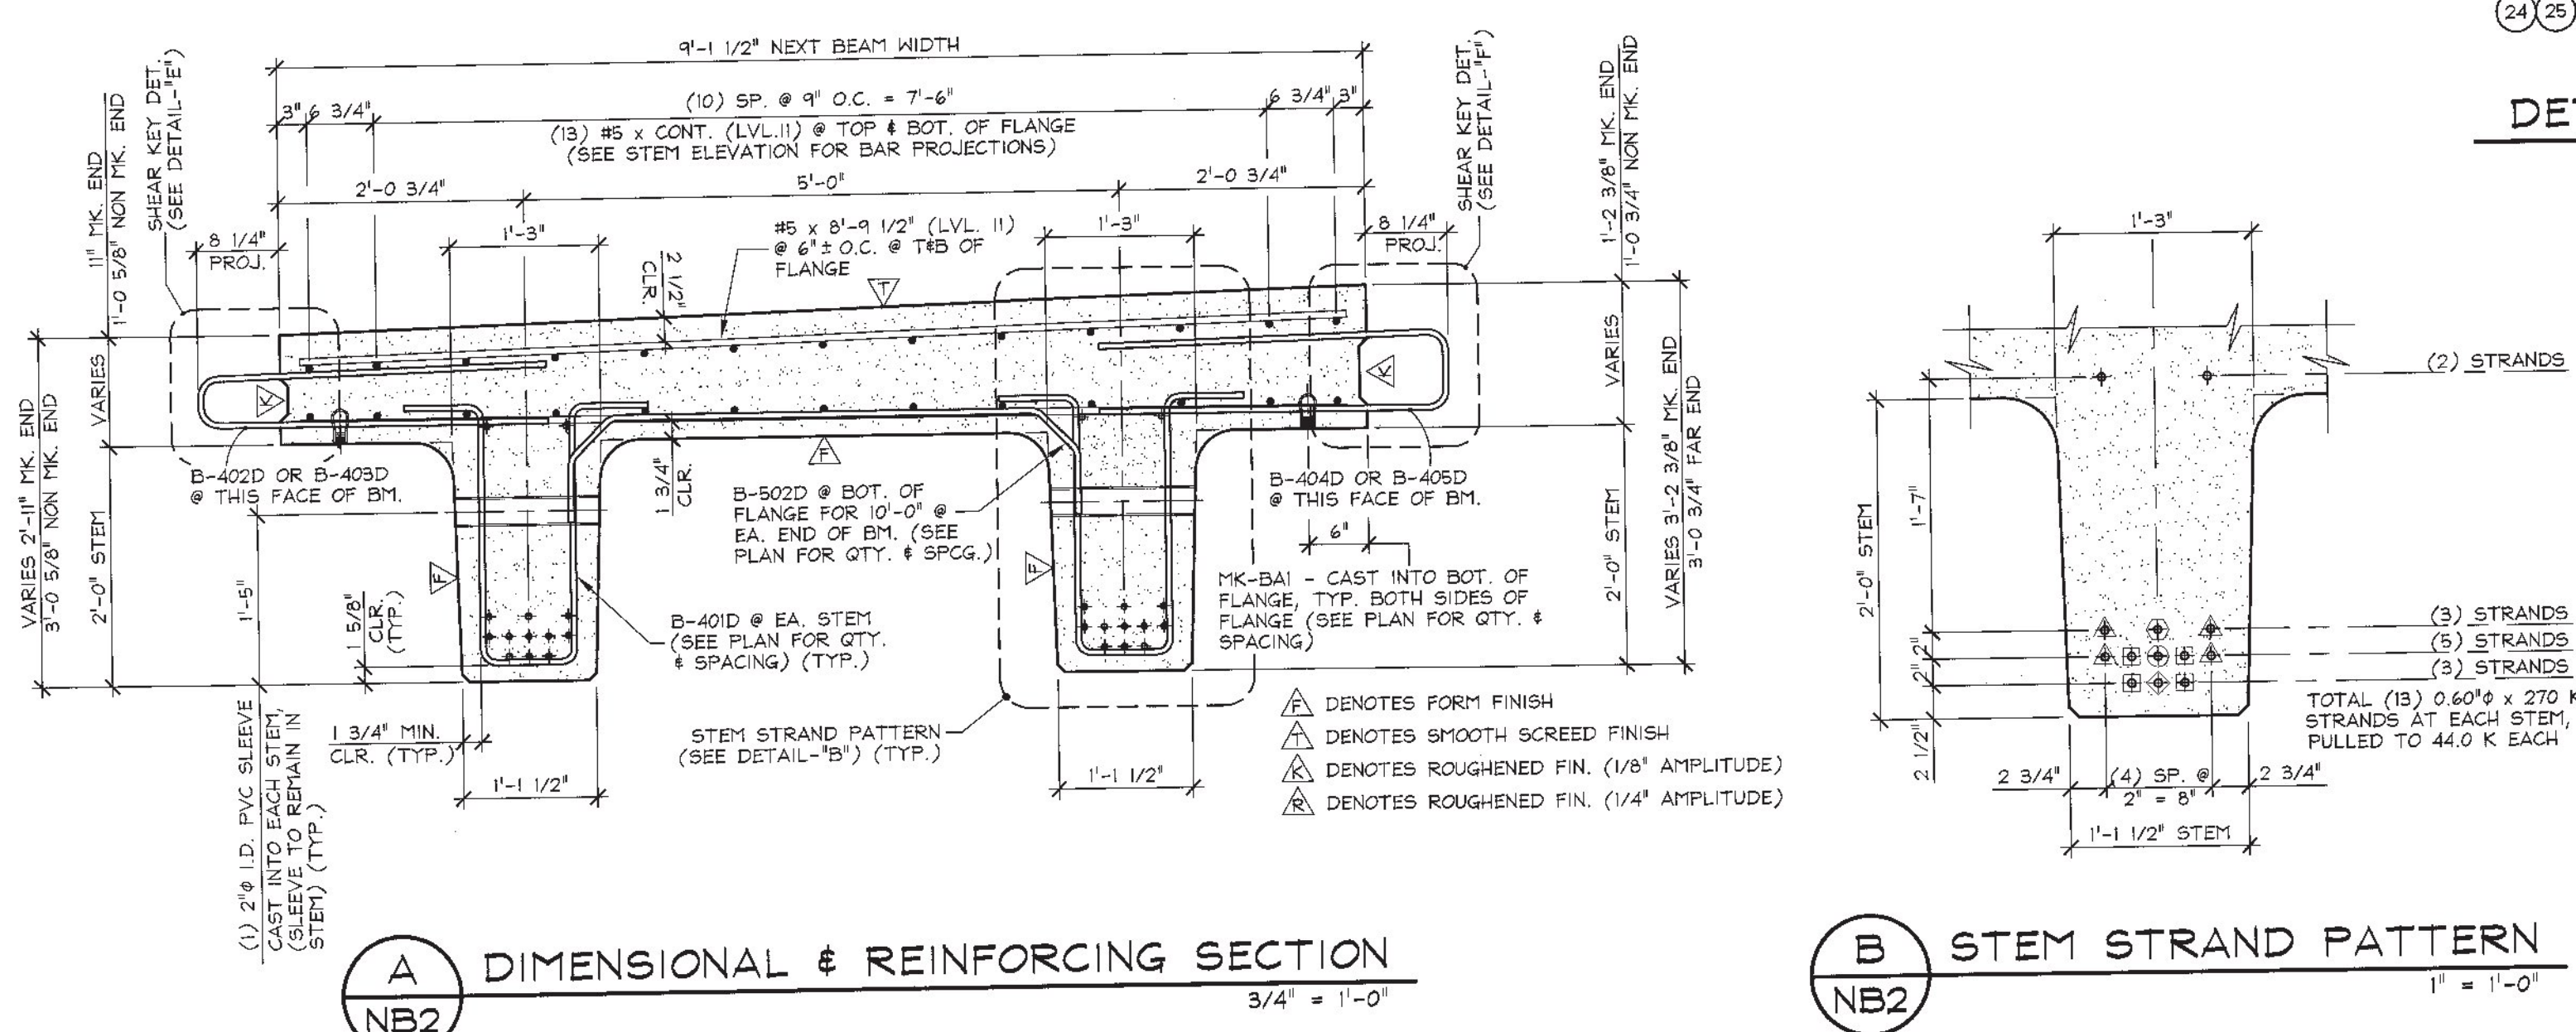 9'-1 1/2" NEXT BEAM WIDTH
3"
6 3/4"
(10) SP. @ 9" O.C. = 7'-6"
6 3/4"
3"
(13) #5 x CONT. (LVL.II) @ TOP & BOT. OF FLANGE
(SEE STEM ELEVATION FOR BAR PROJECTIONS)
2'-0 3/4"
5'-0"
2'-0 3/4"
11" MK. END
1'-0 5/8" NON MK. END
SHEAR KEY DET.
(SEE DETAIL-"E")
8 1/4"
PROJ.
1'-3"
2 1/2"
CLR.
#5 x 8'-9 1/2" (LVL. II)
@ 6"± O.C. @ T&B OF
FLANGE
T
1'-3"
8 1/4"
PROJ.
SHEAR KEY DET.
(SEE DETAIL-"F")
1'-2 3/8" MK. END
1'-0 3/4" NON MK. END
VARIES 2'-11" MK. END
3'-0 5/8" NON MK. END
VARIES
2'-0" STEM
K
K
VARIES
2'-0" STEM
VARIES 3'-2 3/8" MK. END
3'-0 3/4" FAR END
B-402D OR B-403D
@ THIS FACE OF BM.
1'-5"
F
1 5/8"
CLR.
(TYP.)
F
1 3/4"
CLR.
B-502D @ BOT. OF
FLANGE FOR 10'-0" @
EA. END OF BM. (SEE
PLAN FOR QTY. & SPCG.)
F
B-404D OR B-405D
@ THIS FACE OF BM.
6"
MK-BA1 - CAST INTO BOT. OF
FLANGE, TYP. BOTH SIDES OF
FLANGE (SEE PLAN FOR QTY. &
SPACING)
B-401D @ EA. STEM
(SEE PLAN FOR QTY.
& SPACING) (TYP.)
1 3/4" MIN.
CLR. (TYP.)
1'-1 1/2"
STEM STRAND PATTERN
(SEE DETAIL-"B") (TYP.)
1'-1 1/2"
(1) 2"ø I.D. PVC SLEEVE
CAST INTO EACH STEM,
(SLEEVE TO REMAIN IN
STEM) (TYP.)
F DENOTES FORM FINISH
T DENOTES SMOOTH SCREED FINISH
K DENOTES ROUGHENED FIN. (1/8" AMPLITUDE)
R DENOTES ROUGHENED FIN. (1/4" AMPLITUDE)
A
NB2
DIMENSIONAL & REINFORCING SECTION
3/4" = 1'-0"
24 25
DET
1'-3"
(2) STRANDS
2'-0" STEM
1'-7"
2"
2"
2 1/2"
(3) STRANDS
(5) STRANDS
(3) STRANDS
TOTAL (13) 0.60"ø x 270 K
STRANDS AT EACH STEM,
PULLED TO 44.0 K EACH
2 3/4"
(4) SP. @
2" = 8"
2 3/4"
1'-1 1/2" STEM
B
NB2
STEM STRAND PATTERN
1" = 1'-0"